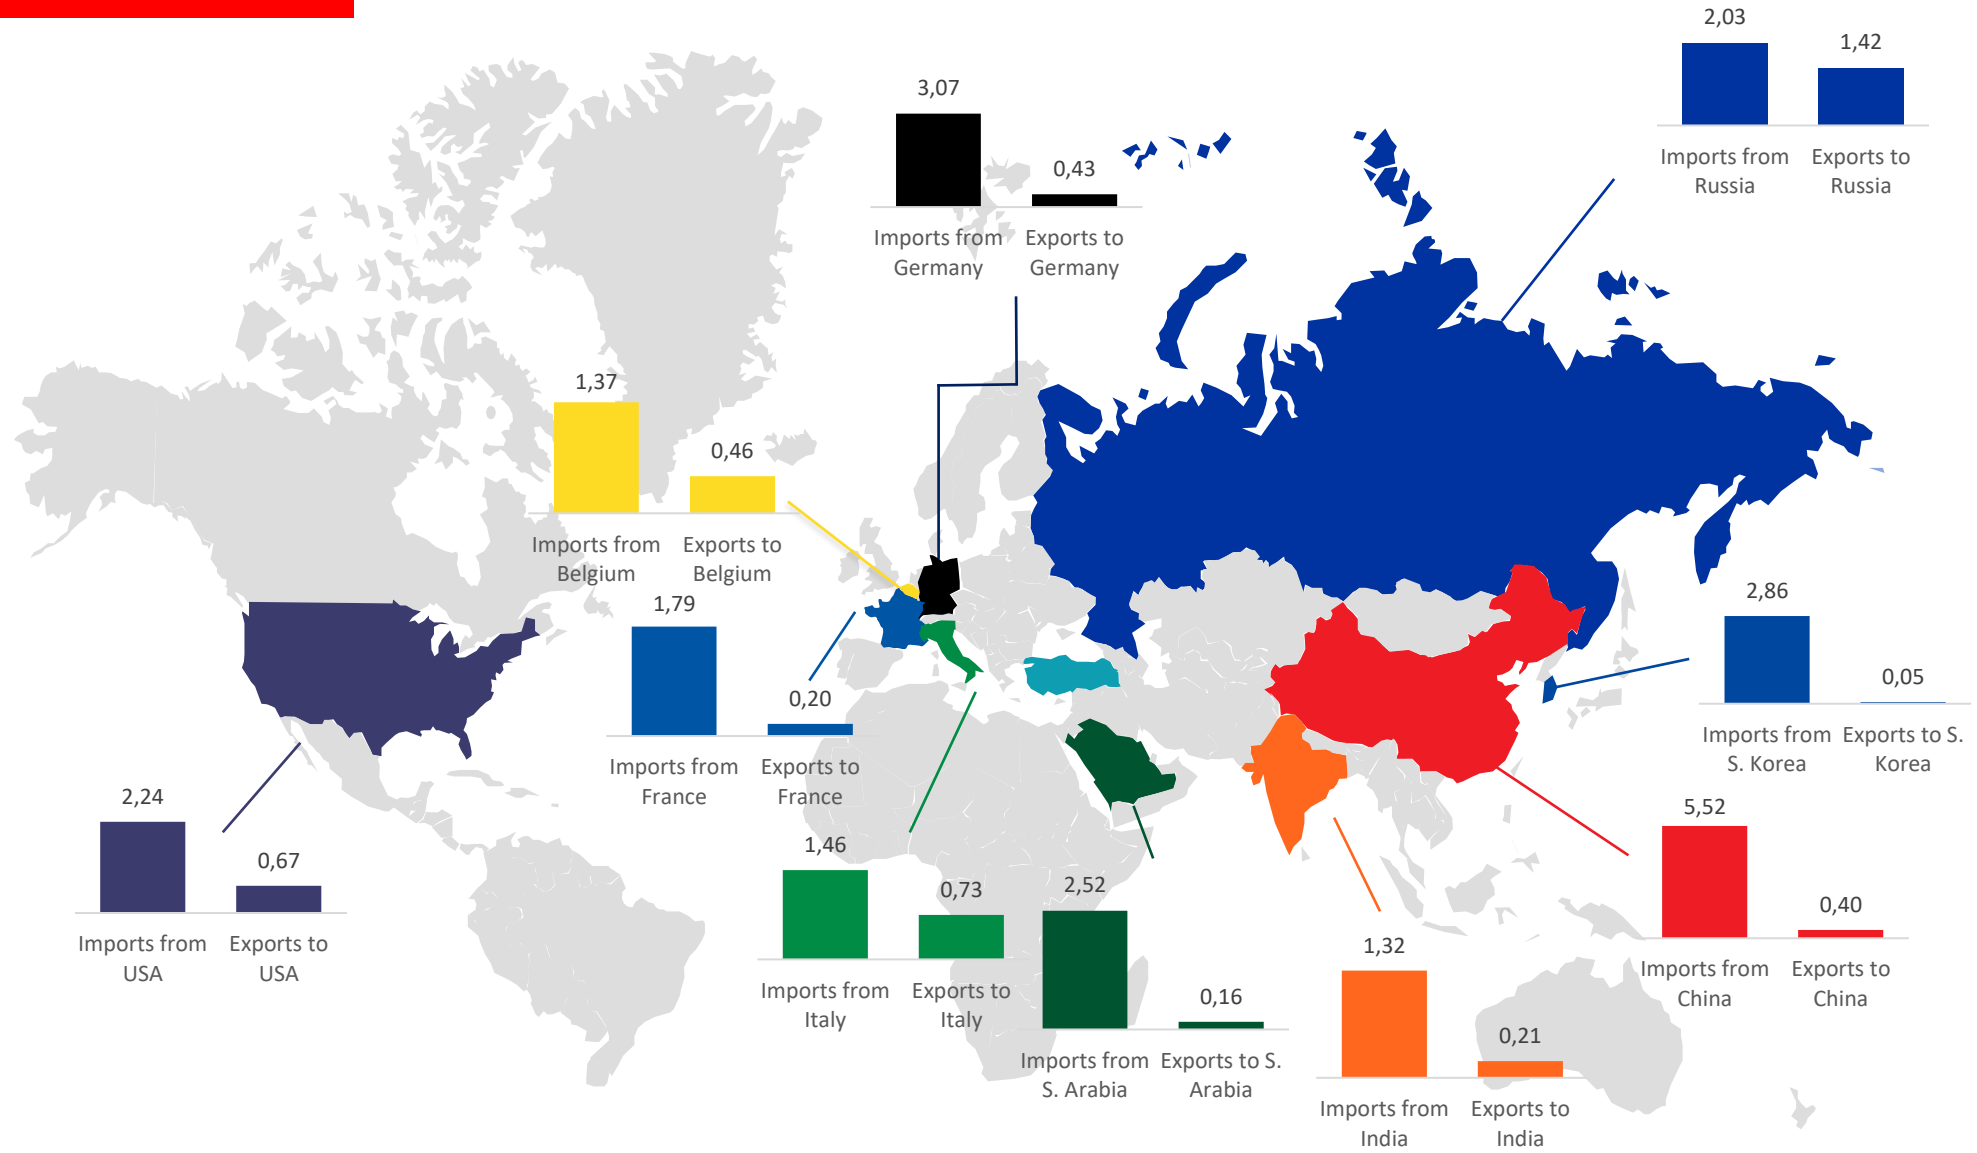 2,03
1,42
Imports from
Russia
Exports to
Russia
3,07
0,43
Imports from
Germany
Exports to
Germany
1,37
0,46
Imports from
Belgium
Exports to
Belgium
1,79
0,20
Imports from
France
Exports to
France
2,86
0,05
Imports from
S. Korea
Exports to S.
Korea
2,24
0,67
Imports from
USA
Exports to
USA
1,46
0,73
Imports from
Italy
Exports to
Italy
2,52
0,16
Imports from
S. Arabia
Exports to S.
Arabia
1,32
0,21
Imports from
India
Exports to
India
5,52
0,40
Imports from
China
Exports to
China